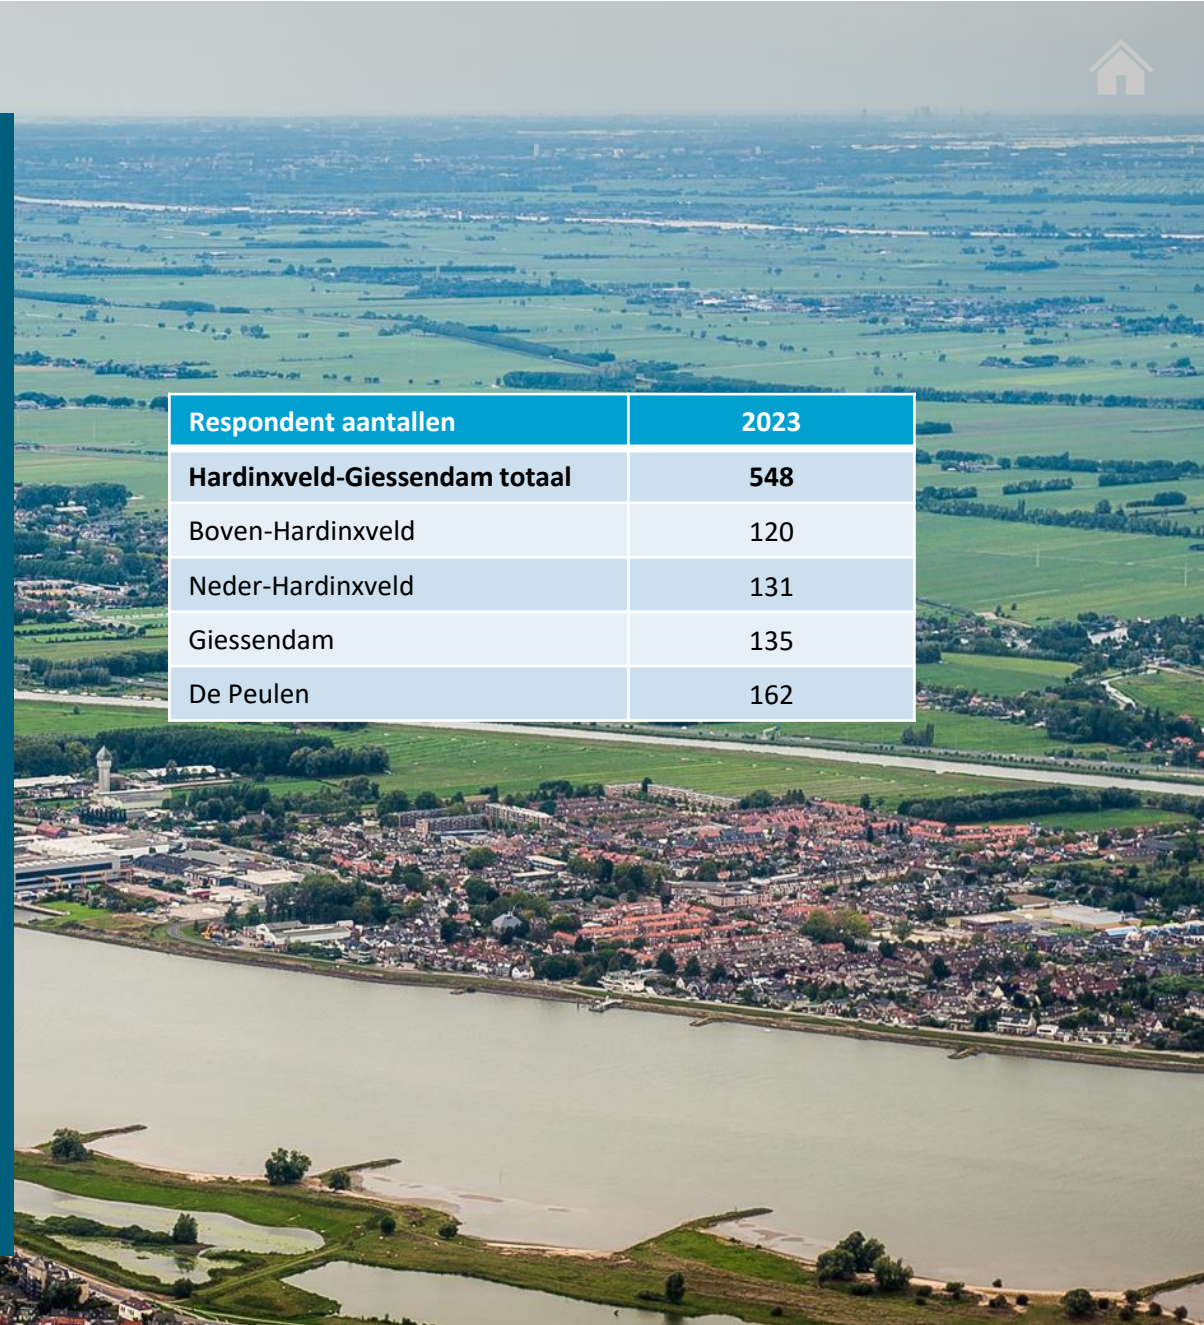 Respondent aantallen 2023
Hardinxveld-Giessendam totaal 548
Boven-Hardinxveld 120
Neder-Hardinxveld 131
Giessendam 135
De Peulen 162